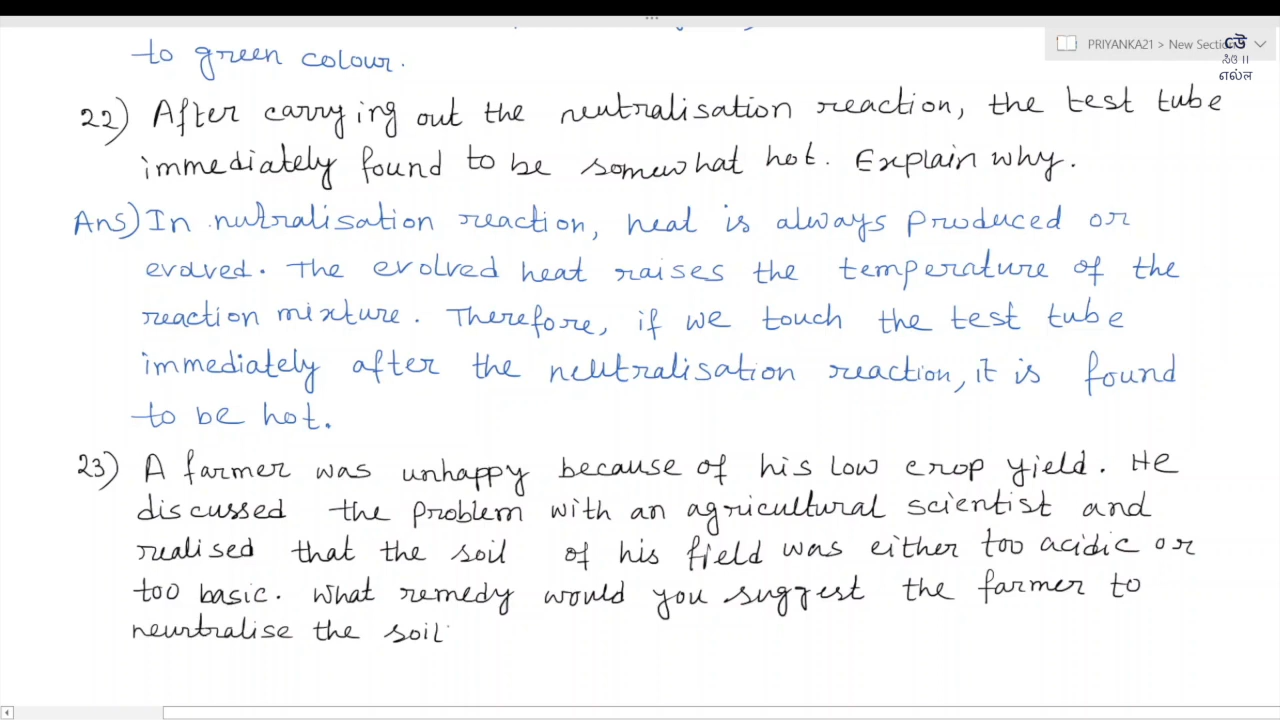 to green colour.
PRIYANKA21 > New Section
22) After carrying out the neutralisation reaction, the test tube
immediately found to be somewhat hot. Explain why.
Ans) In nutralisation reaction, heat is always produced or
evolved. The evolved heat raises the temperature of the
reaction mixture. Therefore, if we touch the test tube
immediately after the neutralisation reaction, it is found
to be hot.
23) A farmer was unhappy because of his low crop yield. He
discussed the problem with an agricultural scientist and
realised that the soil of his field was either too acidic or
too basic. What remedy would you suggest the farmer to
neurtralise the soil